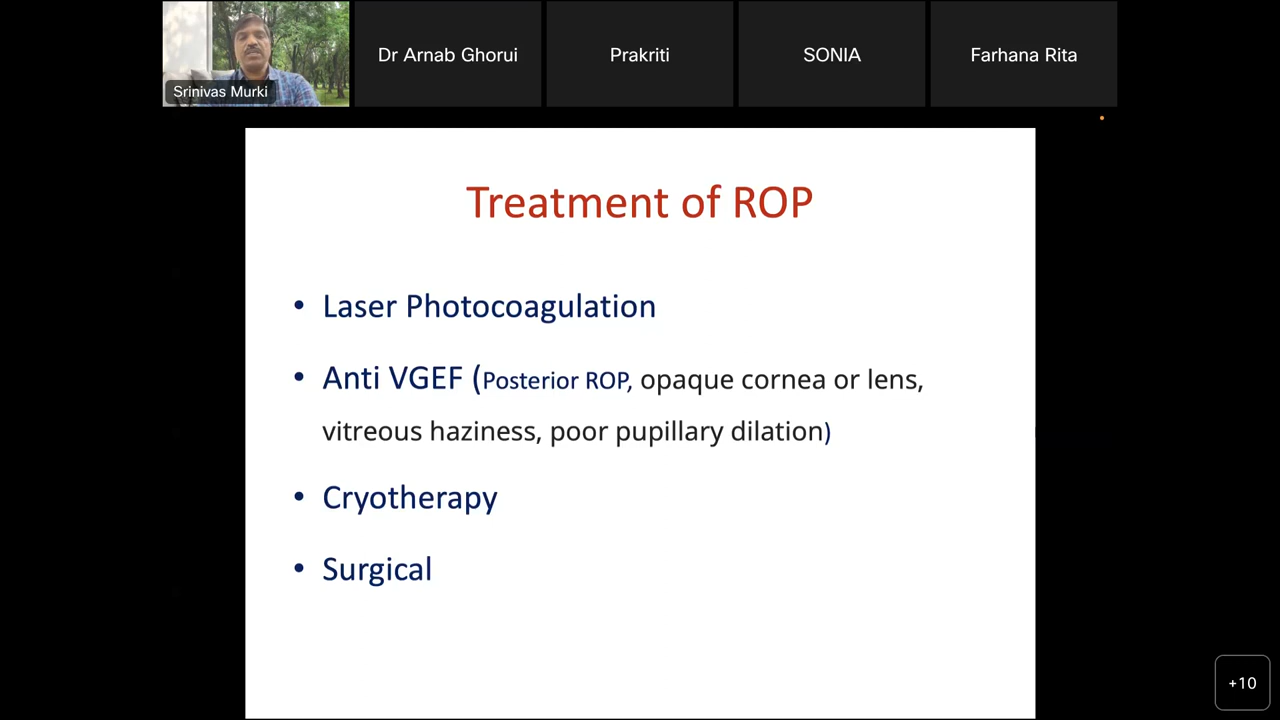 Srinivas Murki
Dr Arnab Ghorui
Prakriti
SONIA
Farhana Rita
Treatment of ROP
• Laser Photocoagulation
• Anti VGEF (Posterior ROP, opaque cornea or lens,
vitreous haziness, poor pupillary dilation)
• Cryotherapy
• Surgical
+10